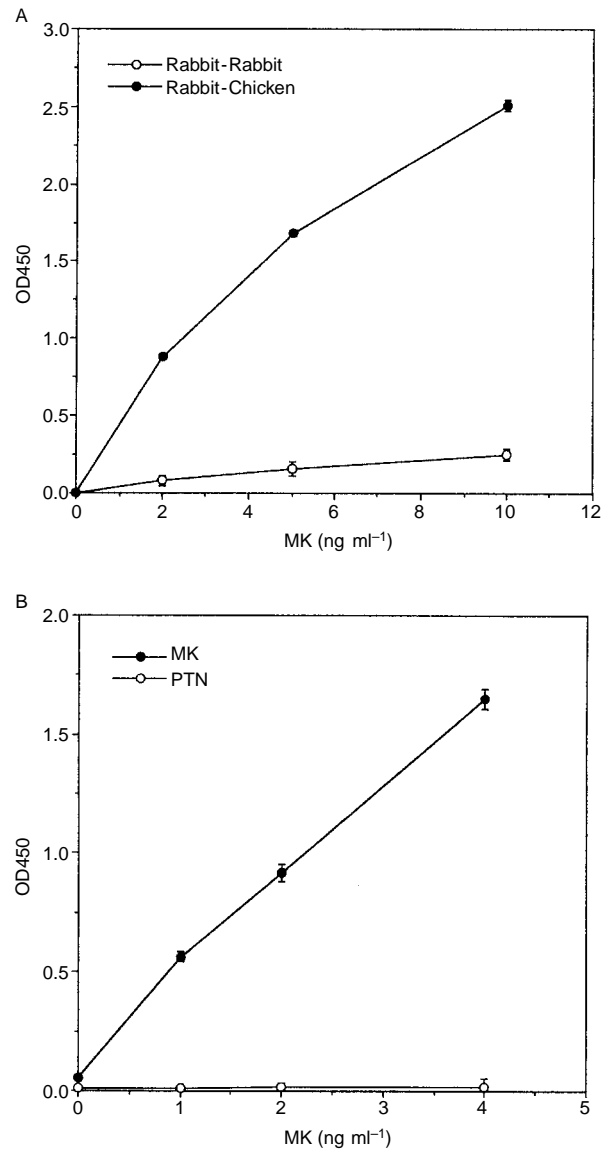 A
3.0
2.5
2.0
1.5
1.0
0.5
0.0
OD450
Rabbit-Rabbit
Rabbit-Chicken
0 2 4 6 8 10 12
MK (ng ml⁻¹)
B
2.0
1.5
1.0
0.5
0.0
OD450
MK
PTN
0 1 2 3 4 5
MK (ng ml⁻¹)